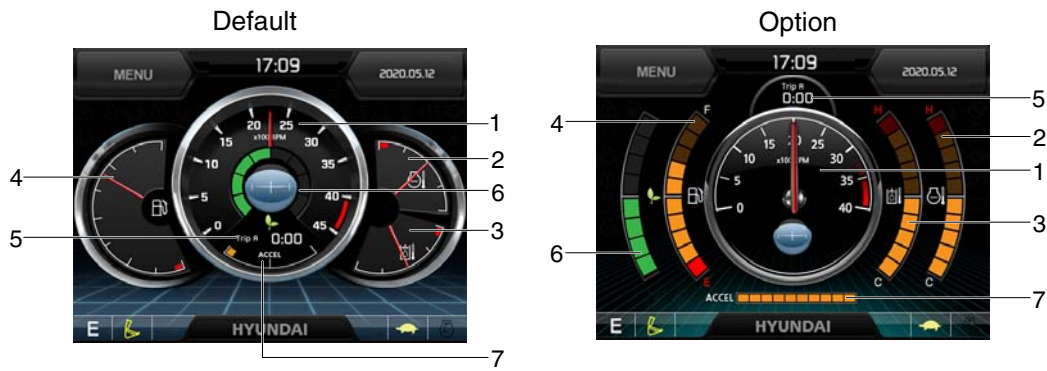 Default
Option
MENU
17:09
2020.05.12
20 25
x100 RPM
15 30
10 35
5 40
0 45
Trip A 0:00
ACCEL
E
HYUNDAI
1
2
6
3
4
5
7
MENU
17:09
2020.05.12
Trip A
0:00
F
H
H
15 20 25
x100 RPM
10 30
5 35
0 40
E
C
C
ACCEL
E
HYUNDAI
4
6
5
2
1
3
7